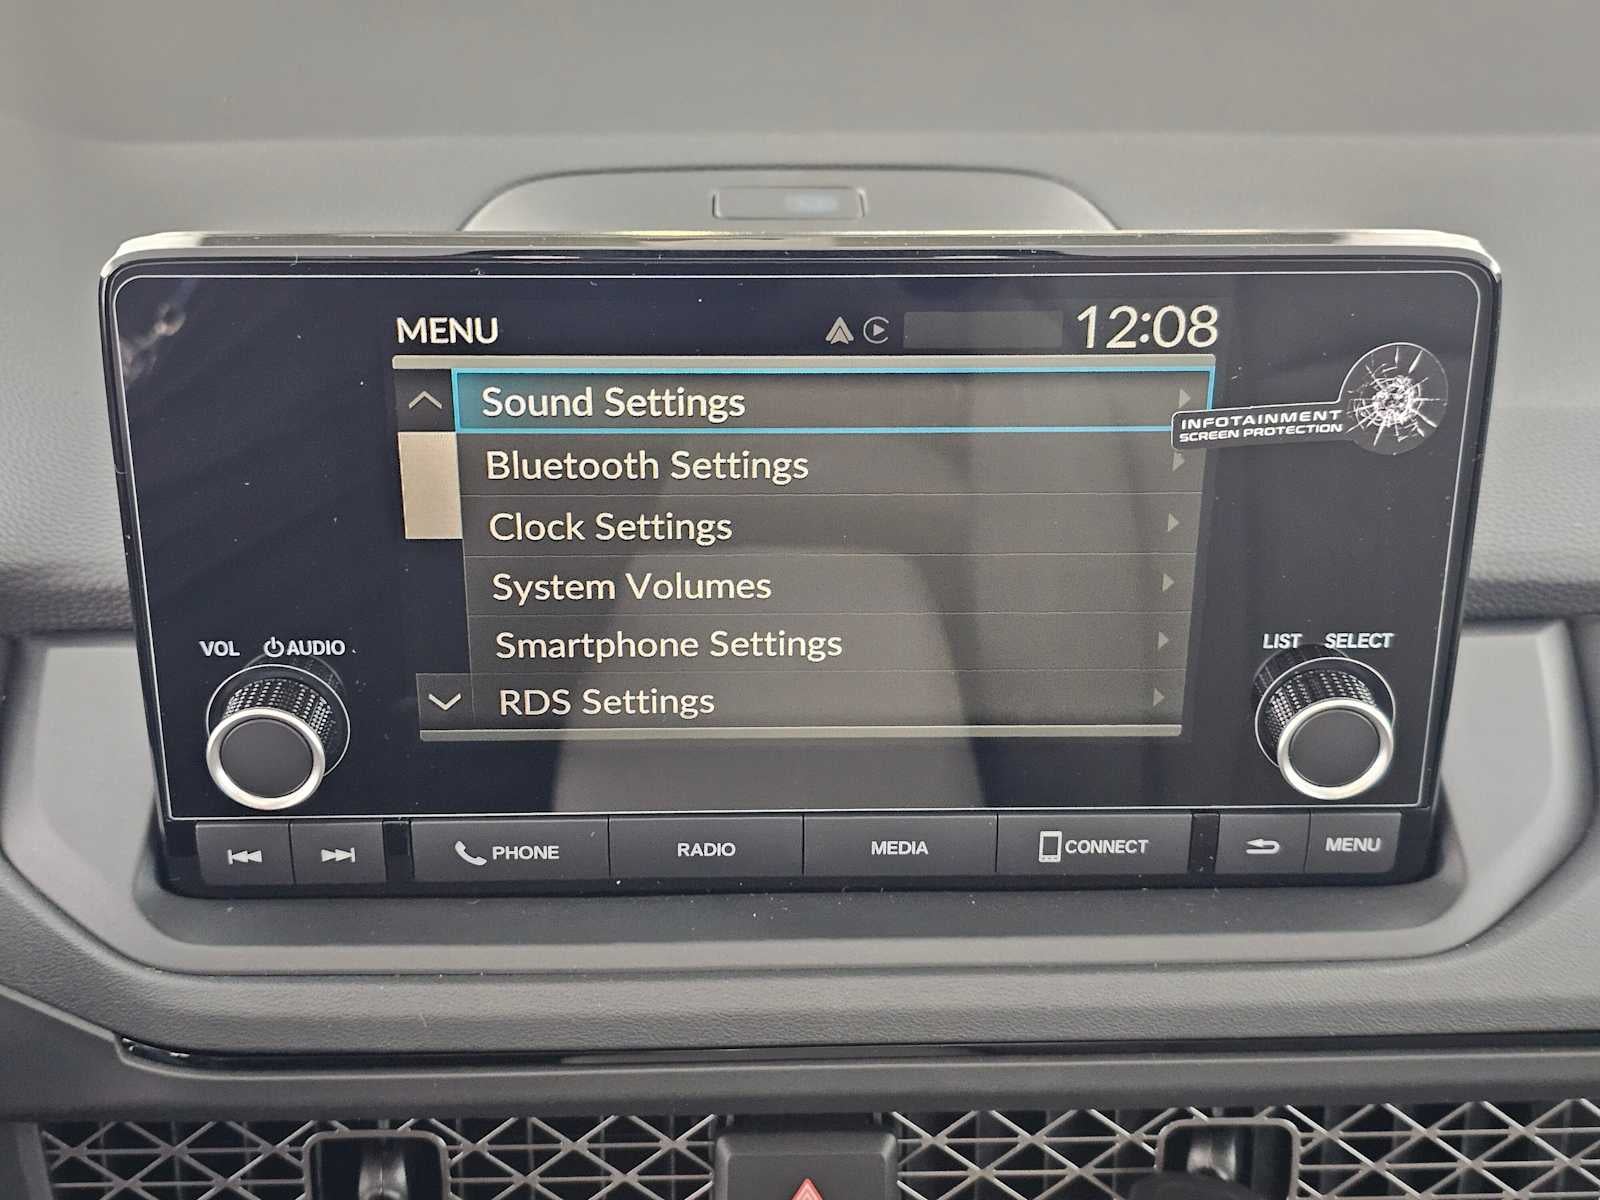 MENU 12:08
Sound Settings
Bluetooth Settings
Clock Settings
System Volumes
Smartphone Settings
RDS Settings
INFOTAINMENT
SCREEN PROTECTION
VOL AUDIO
LIST SELECT
PHONE RADIO MEDIA CONNECT MENU